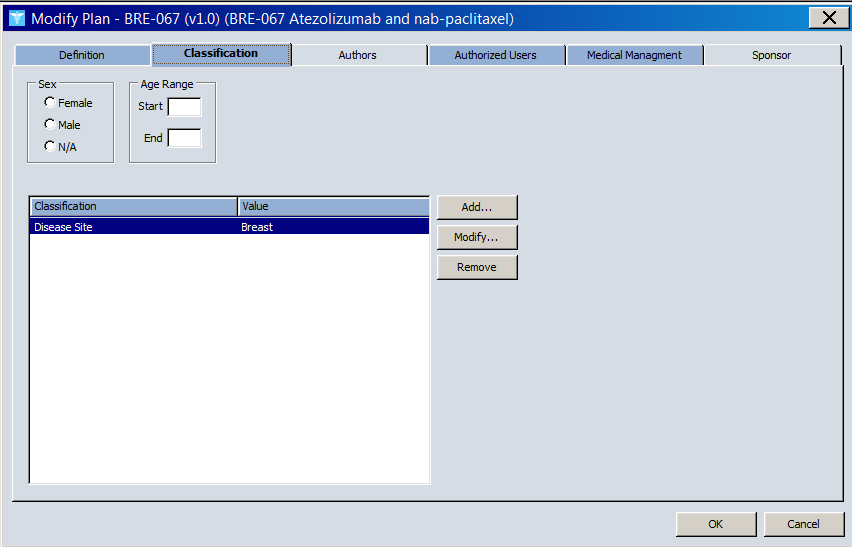 Modify Plan - BRE-067 (v1.0) (BRE-067 Atezolizumab and nab-paclitaxel)
Definition Classification Authors Authorized Users Medical Managment Sponsor
Sex
Female
Male
N/A
Age Range
Start
End
Classification Value
Disease Site Breast
Add...
Modify...
Remove
OK Cancel